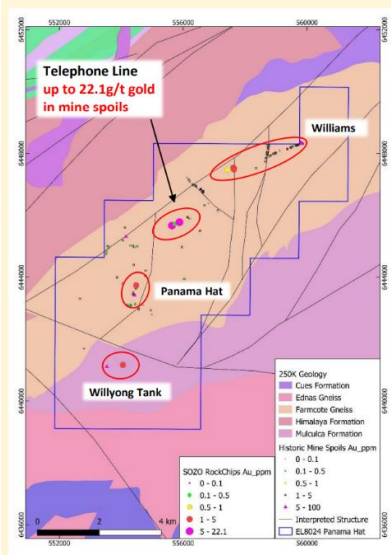 552000
556000
560000
6452000
6452000
Telephone Line
up to 22.1g/t gold
in mine spoils
Williams
6448000
6448000
6444000
6444000
Panama Hat
Willyong Tank
6440000
6440000
6436000
6436000
250K Geology
Cues Formation
Ednas Gneiss
Farmcote Gneiss
Himalaya Formation
Mulculca Formation
Historic Mine Spoils Au_ppm
0 - 0.1
0.1 - 0.5
0.5 - 1
1 - 5
5 - 100
Interpreted Structure
EL8024 Panama Hat
SOZO RockChips Au_ppm
0 - 0.1
0.1 - 0.5
0.5 - 1
1 - 5
5 - 22.1
0 2 4 km
552000
556000
560000